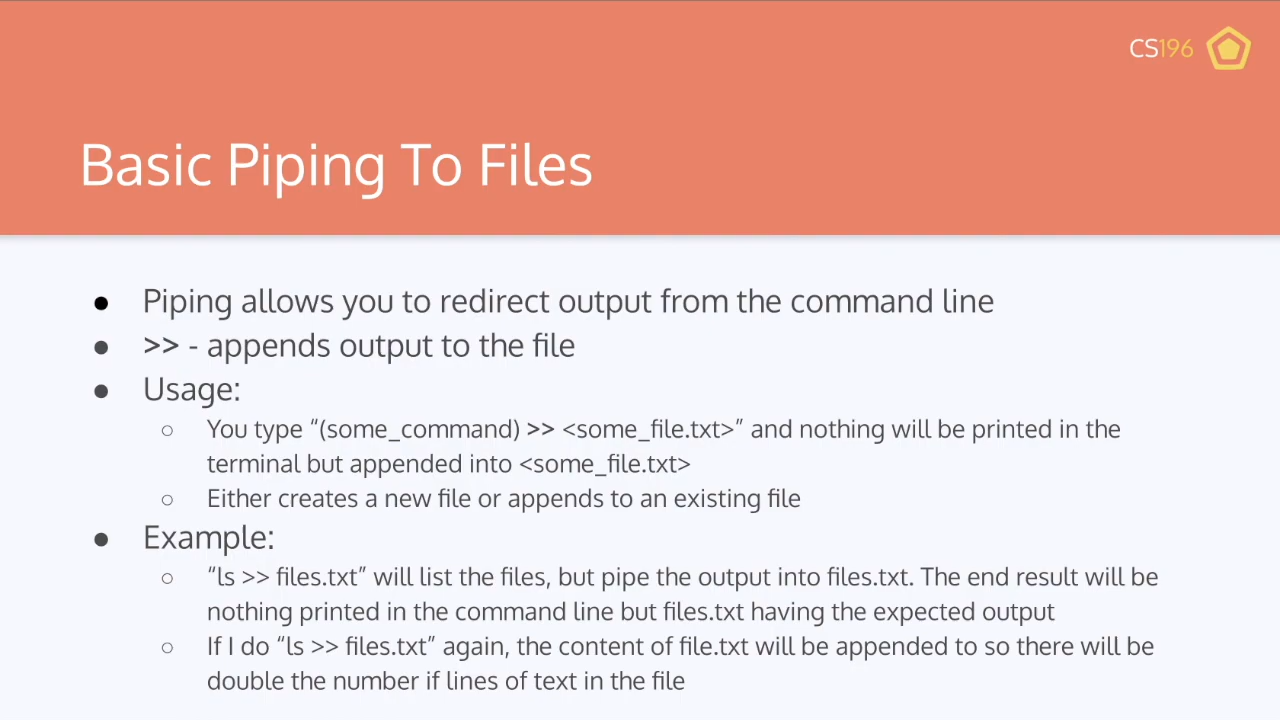 CS196
Basic Piping To Files
● Piping allows you to redirect output from the command line
● >> - appends output to the file
● Usage:
○ You type “(some_command) >> <some_file.txt>” and nothing will be printed in the
terminal but appended into <some_file.txt>
○ Either creates a new file or appends to an existing file
● Example:
○ “ls >> files.txt” will list the files, but pipe the output into files.txt. The end result will be
nothing printed in the command line but files.txt having the expected output
○ If I do “ls >> files.txt” again, the content of file.txt will be appended to so there will be
double the number if lines of text in the file